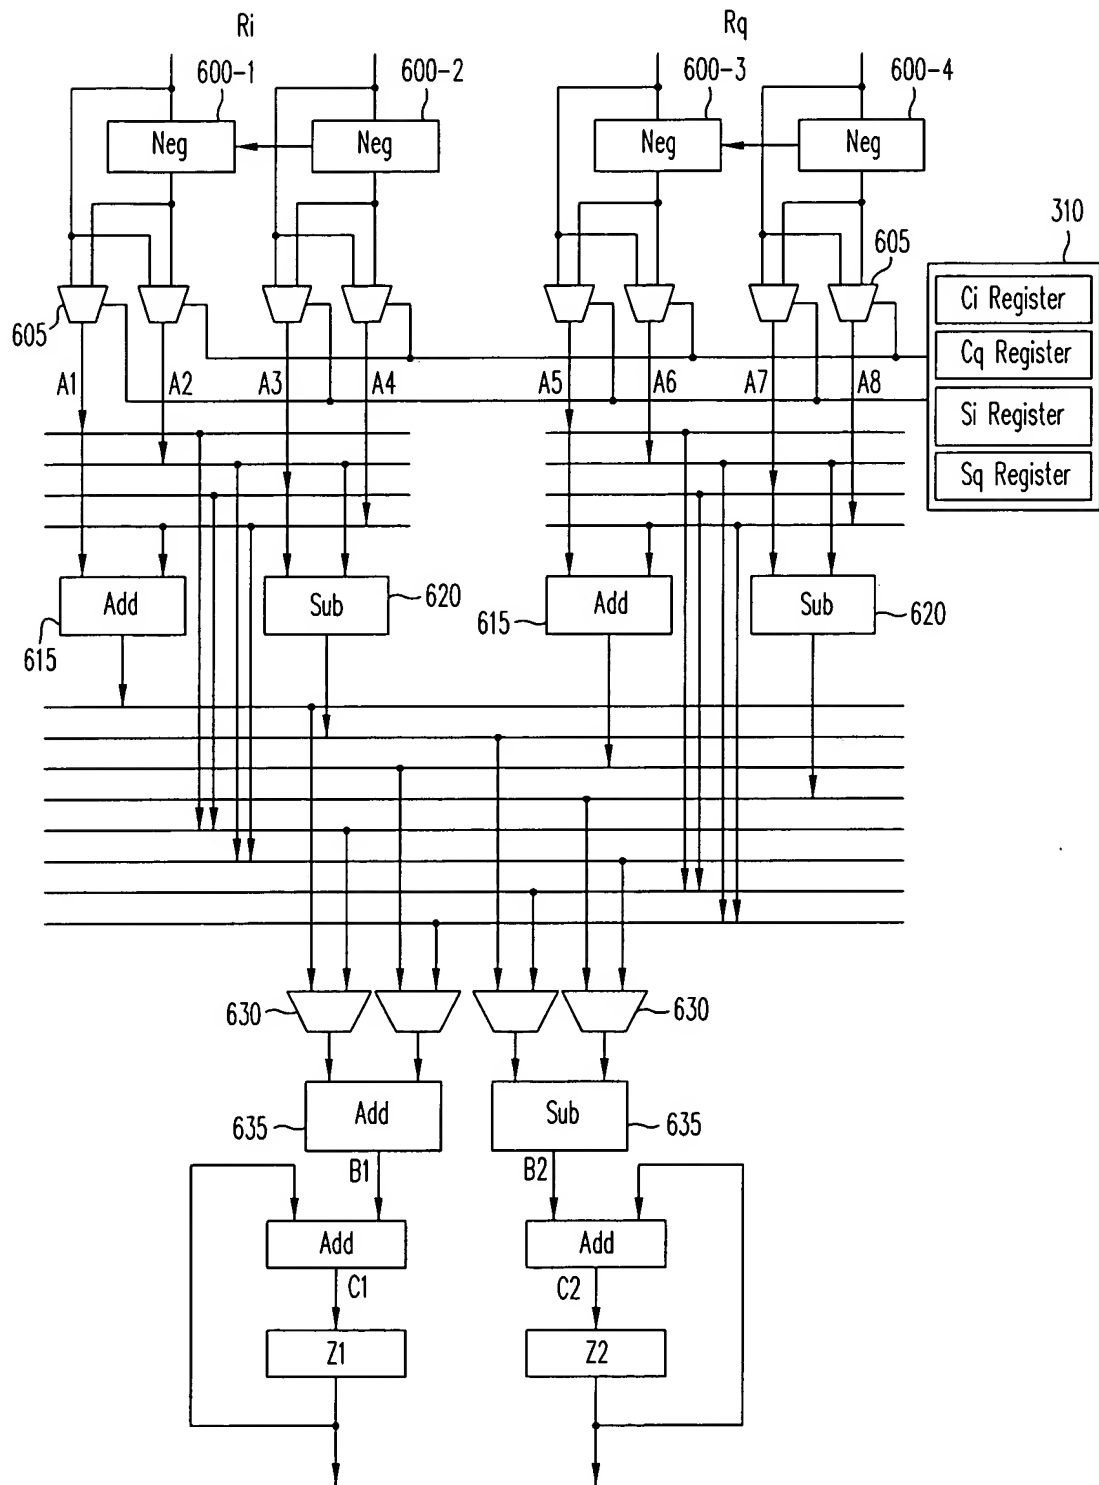 Ri
Rq
600-1
600-2
600-3
600-4
Neg
Neg
Neg
Neg
310
605
605
Ci Register
Cq Register
Si Register
Sq Register
A1
A2
A3
A4
A5
A6
A7
A8
Add
Sub
620
615
Add
Sub
620
615
630
630
Add
Sub
635
635
B1
B2
Add
Add
C1
C2
Z1
Z2